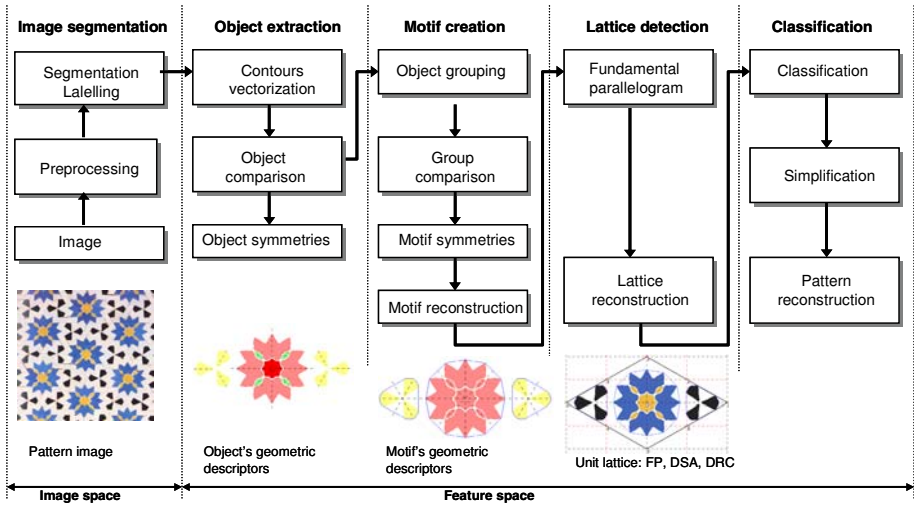 Image segmentation
Object extraction
Motif creation
Lattice detection
Classification
Segmentation
Lalelling
Preprocessing
Image
Contours
vectorization
Object
comparison
Object symmetries
Object grouping
Group
comparison
Motif symmetries
Motif reconstruction
Fundamental
parallelogram
Lattice
reconstruction
Classification
Simplification
Pattern
reconstruction
Pattern image
Object's geometric
descriptors
Motif's geometric
descriptors
Unit lattice: FP, DSA, DRC
Image space
Feature space